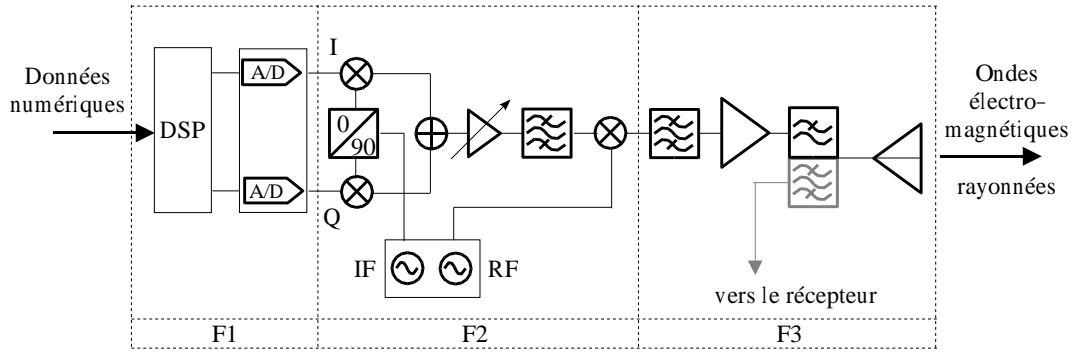 Données
numériques
DSP
A/D
A/D
I
Q
0
90
IF
RF
Ondes
électro-
magnétiques
rayonnées
vers le récepteur
F1
F2
F3